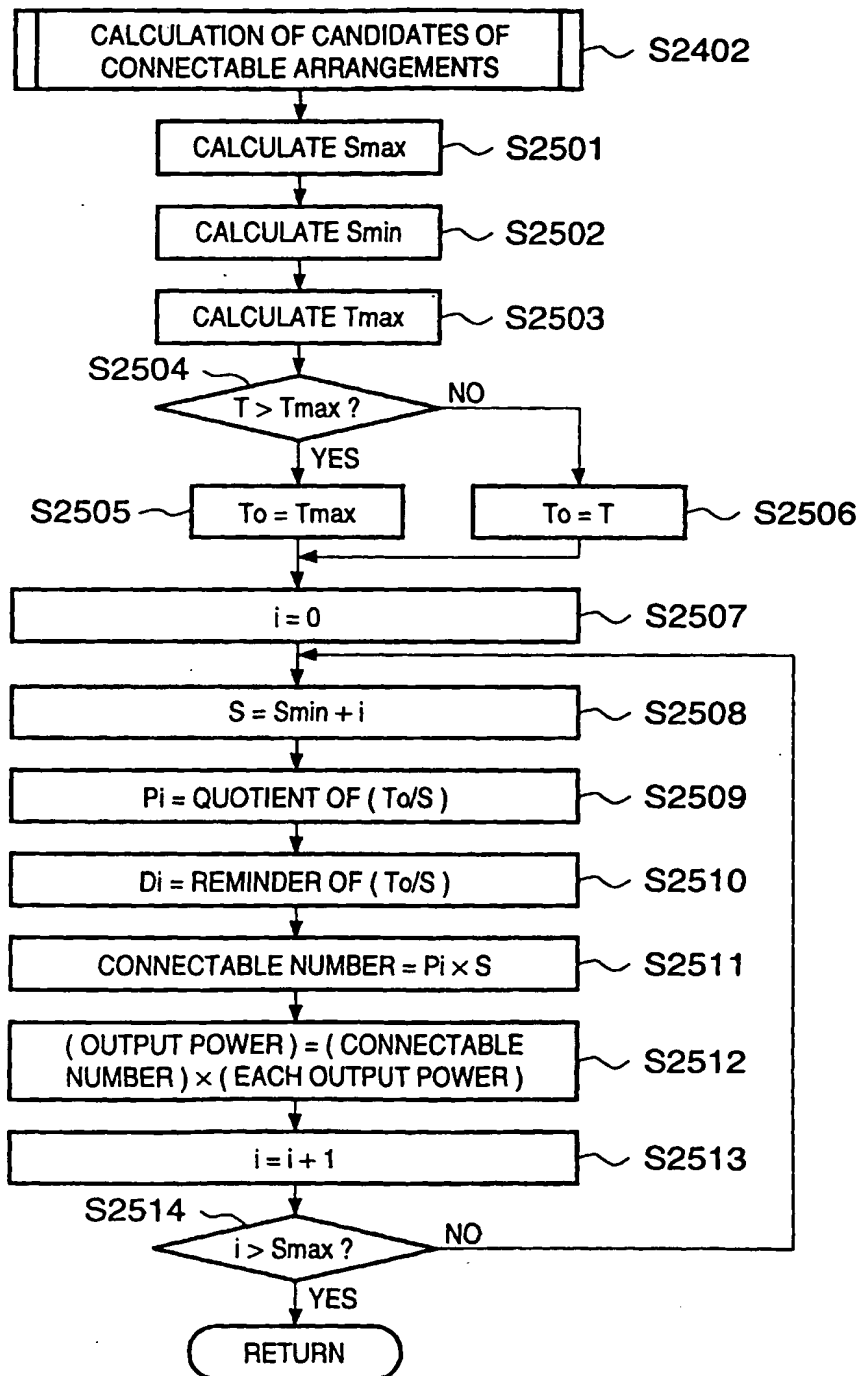 CALCULATION OF CANDIDATES OF
CONNECTABLE ARRANGEMENTS
S2402
CALCULATE Smax
S2501
CALCULATE Smin
S2502
CALCULATE Tmax
S2503
S2504
T > Tmax ?
NO
YES
S2505
To = Tmax
To = T
S2506
i = 0
S2507
S = Smin + i
S2508
Pi = QUOTIENT OF ( To/S )
S2509
Di = REMINDER OF ( To/S )
S2510
CONNECTABLE NUMBER = Pi × S
S2511
( OUTPUT POWER ) = ( CONNECTABLE
NUMBER ) × ( EACH OUTPUT POWER )
S2512
i = i + 1
S2513
S2514
i > Smax ?
NO
YES
RETURN